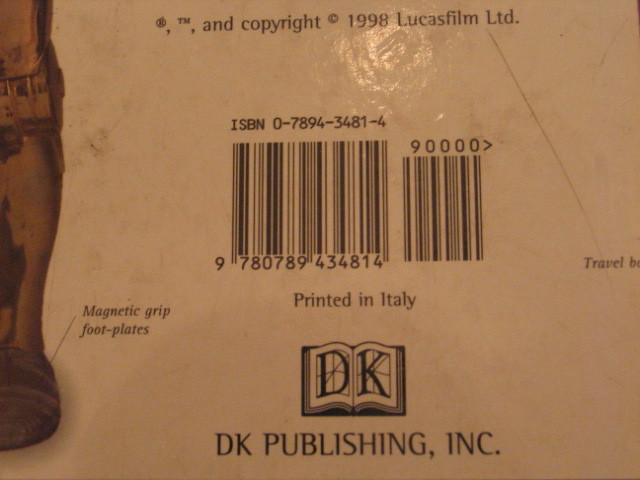 ®, ™, and copyright © 1998 Lucasfilm Ltd.
ISBN 0-7894-3481-4
90000>
9 780789 434814
Travel
Printed in Italy
Magnetic grip
foot-plates
DK
DK PUBLISHING, INC.